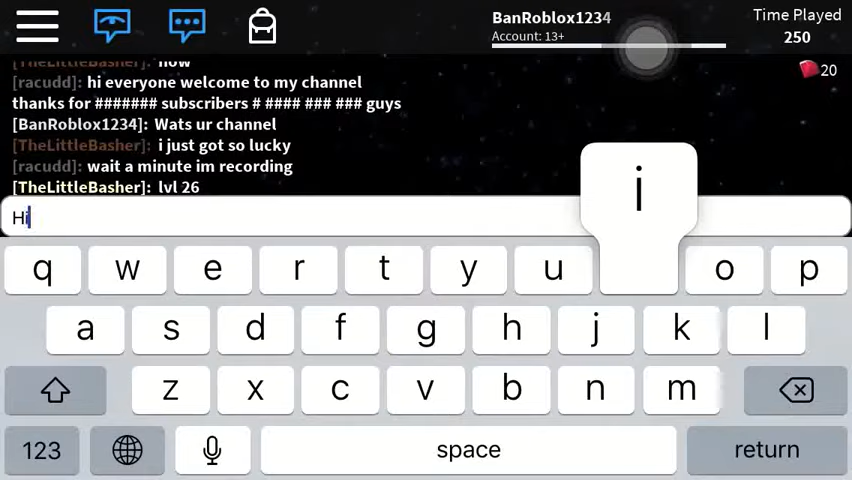 BanRoblox1234
Account: 13+
Time Played
250
20
[TheLittleBasher]: now
[racudd]: hi everyone welcome to my channel
thanks for ####### subscribers # #### ### ### guys
[BanRoblox1234]: Wats ur channel
[TheLittleBasher]: i just got so lucky
[racudd]: wait a minute im recording
[TheLittleBasher]: lvl 26
Hi
i
q w e r t y u o p
a s d f g h j k l
z x c v b n m
123 space return